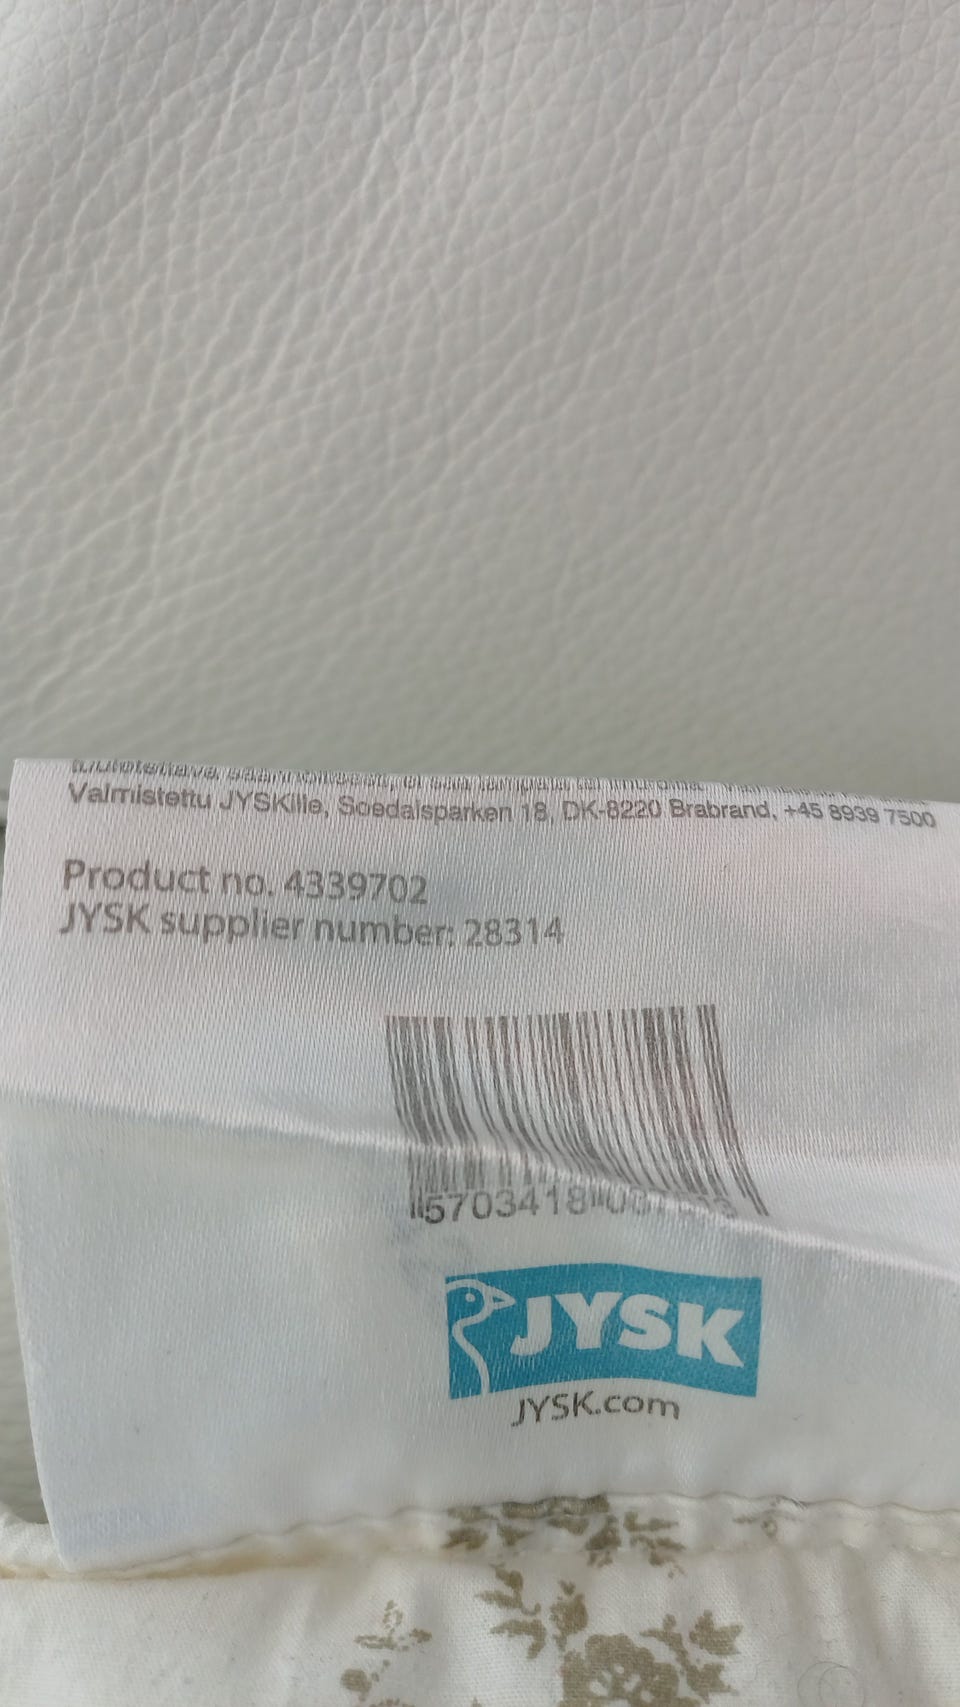 Valmistettu JYSKille, Soedalsparken 18, DK-8220 Brabrand, +45 8939 7500
Product no. 4339702
JYSK supplier number: 28314
5703418
JYSK
JYSK.com